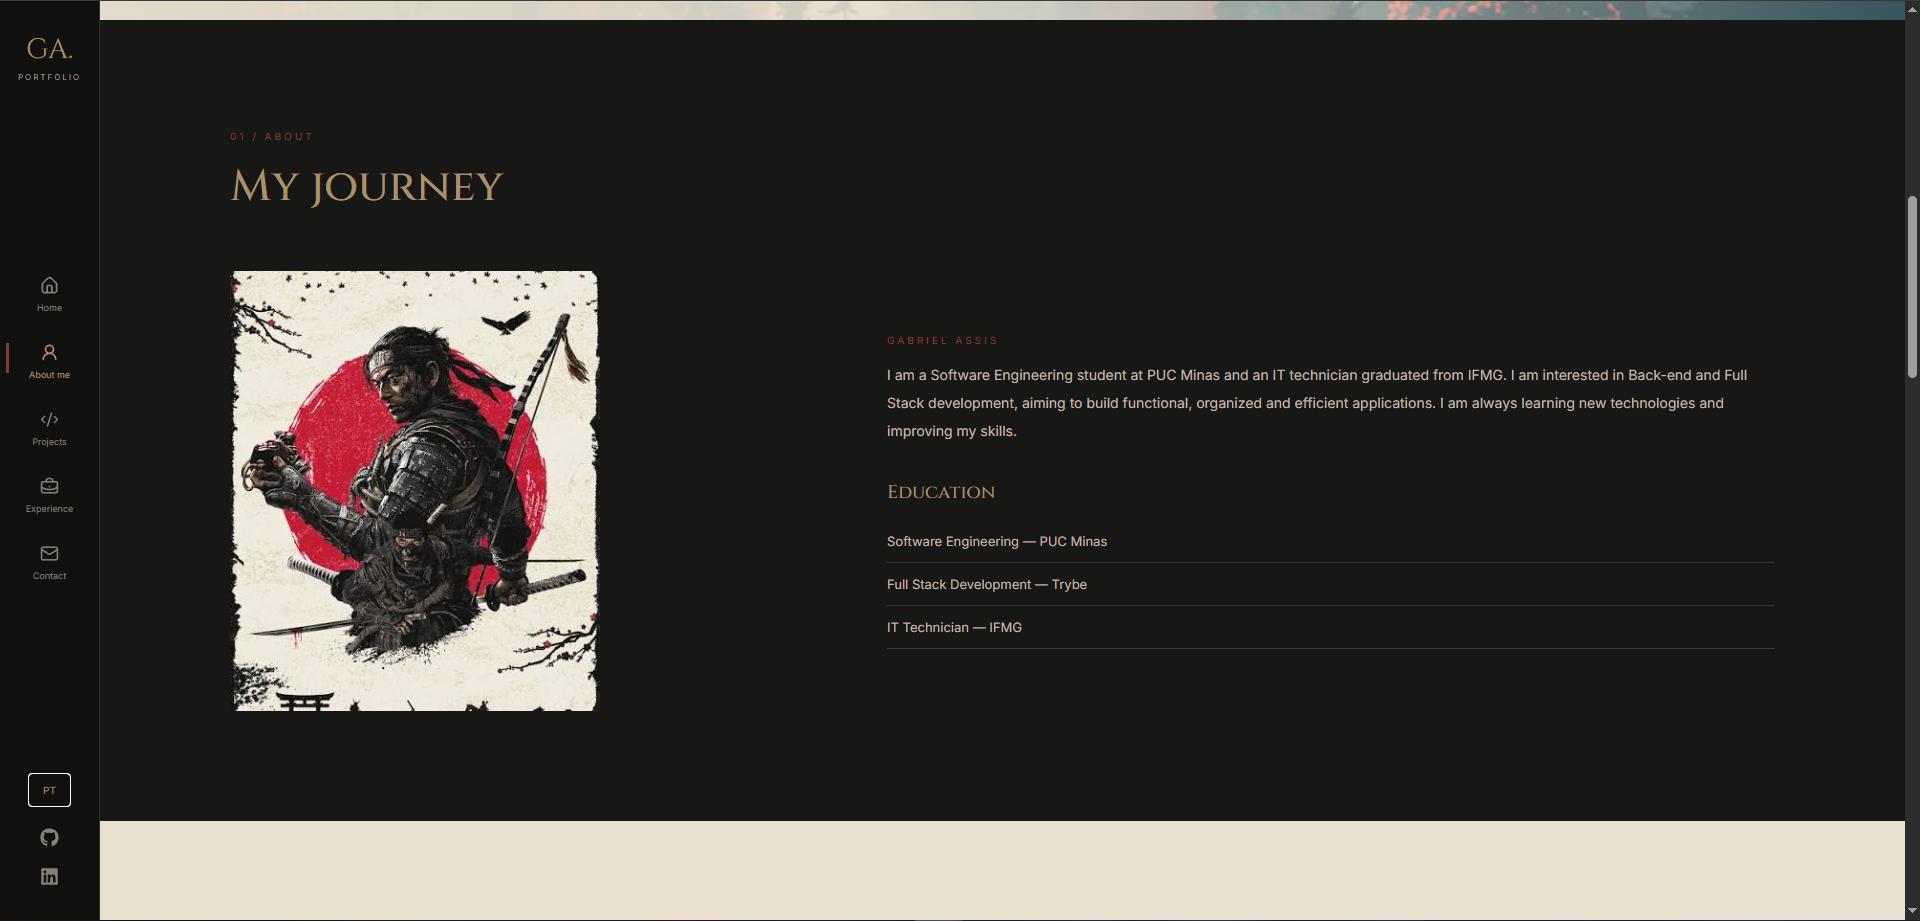 GA.
PORTFOLIO
Home
About me
Projects
Experience
Contact
PT
01 / ABOUT
My journey
GABRIEL ASSIS
I am a Software Engineering student at PUC Minas and an IT technician graduated from IFMG. I am interested in Back-end and Full
Stack development, aiming to build functional, organized and efficient applications. I am always learning new technologies and
improving my skills.
Education
Software Engineering — PUC Minas
Full Stack Development — Trybe
IT Technician — IFMG